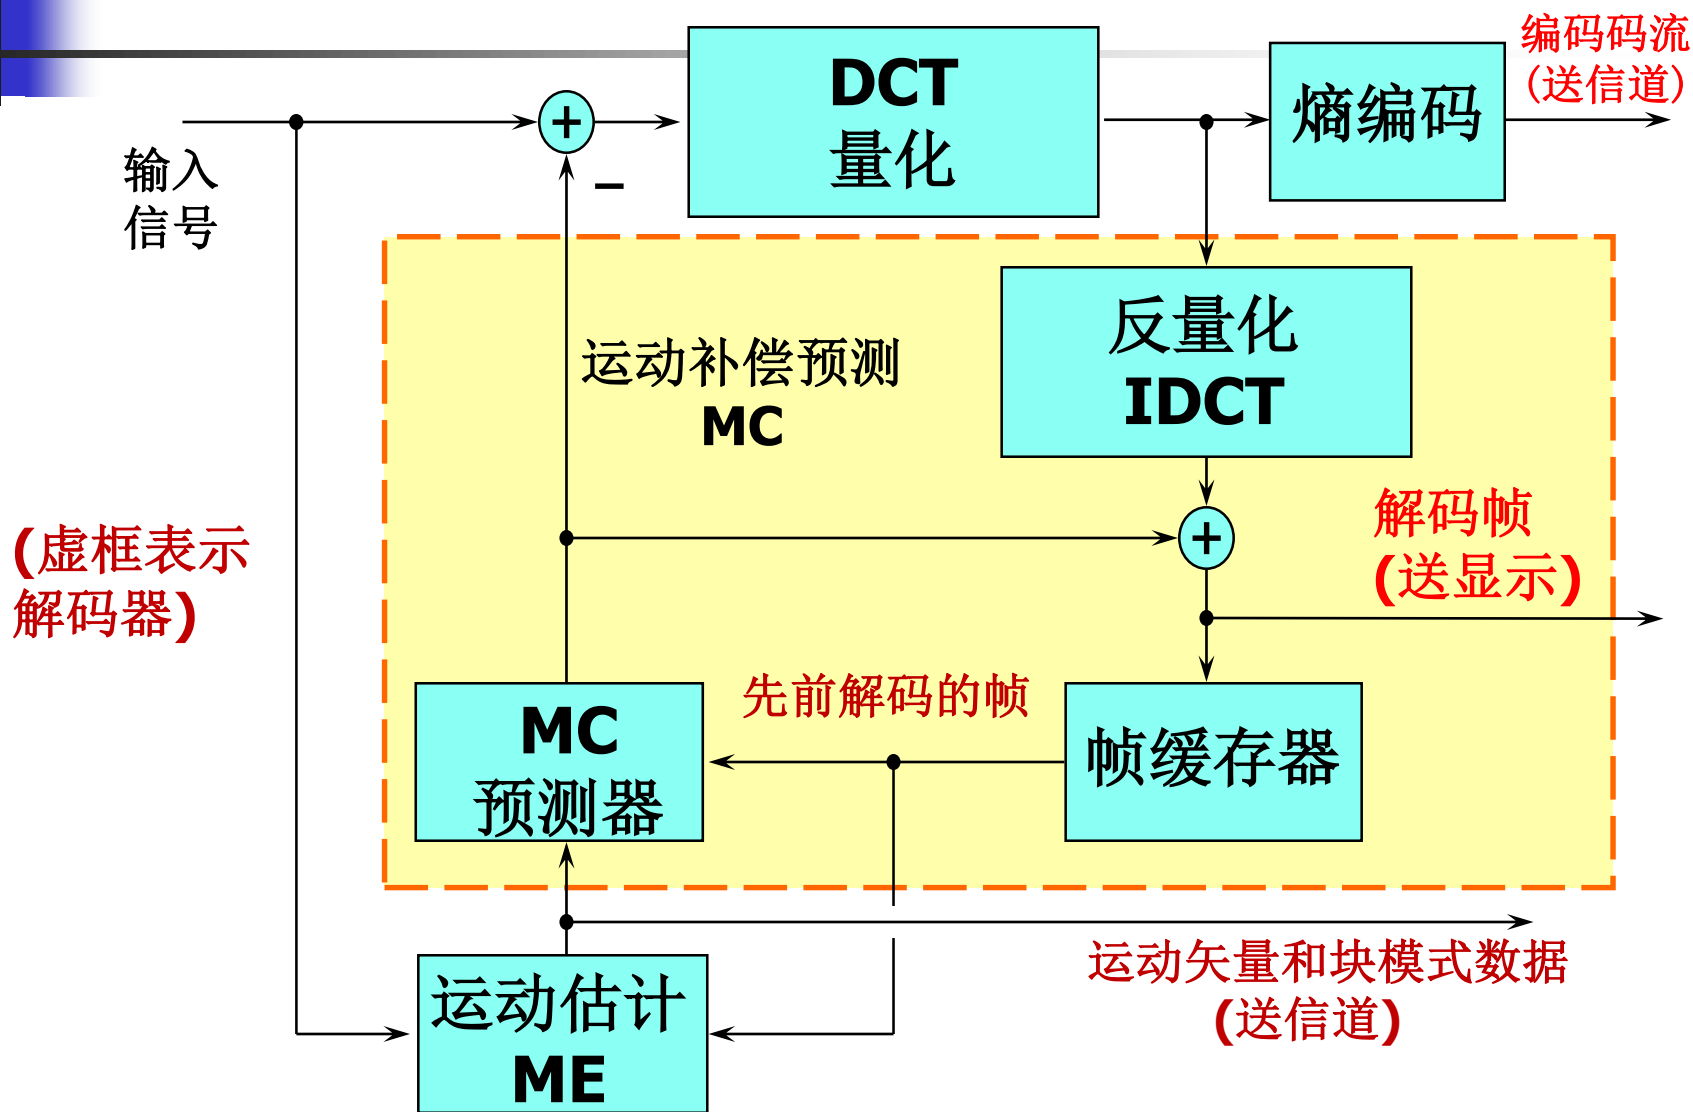 编码码流
(送信道)
DCT
量化
熵编码
+
输入
信号
−
反量化
IDCT
运动补偿预测
MC
解码帧
(送显示)
+
(虚框表示
解码器)
先前解码的帧
MC
预测器
帧缓存器
运动矢量和块模式数据
(送信道)
运动估计
ME